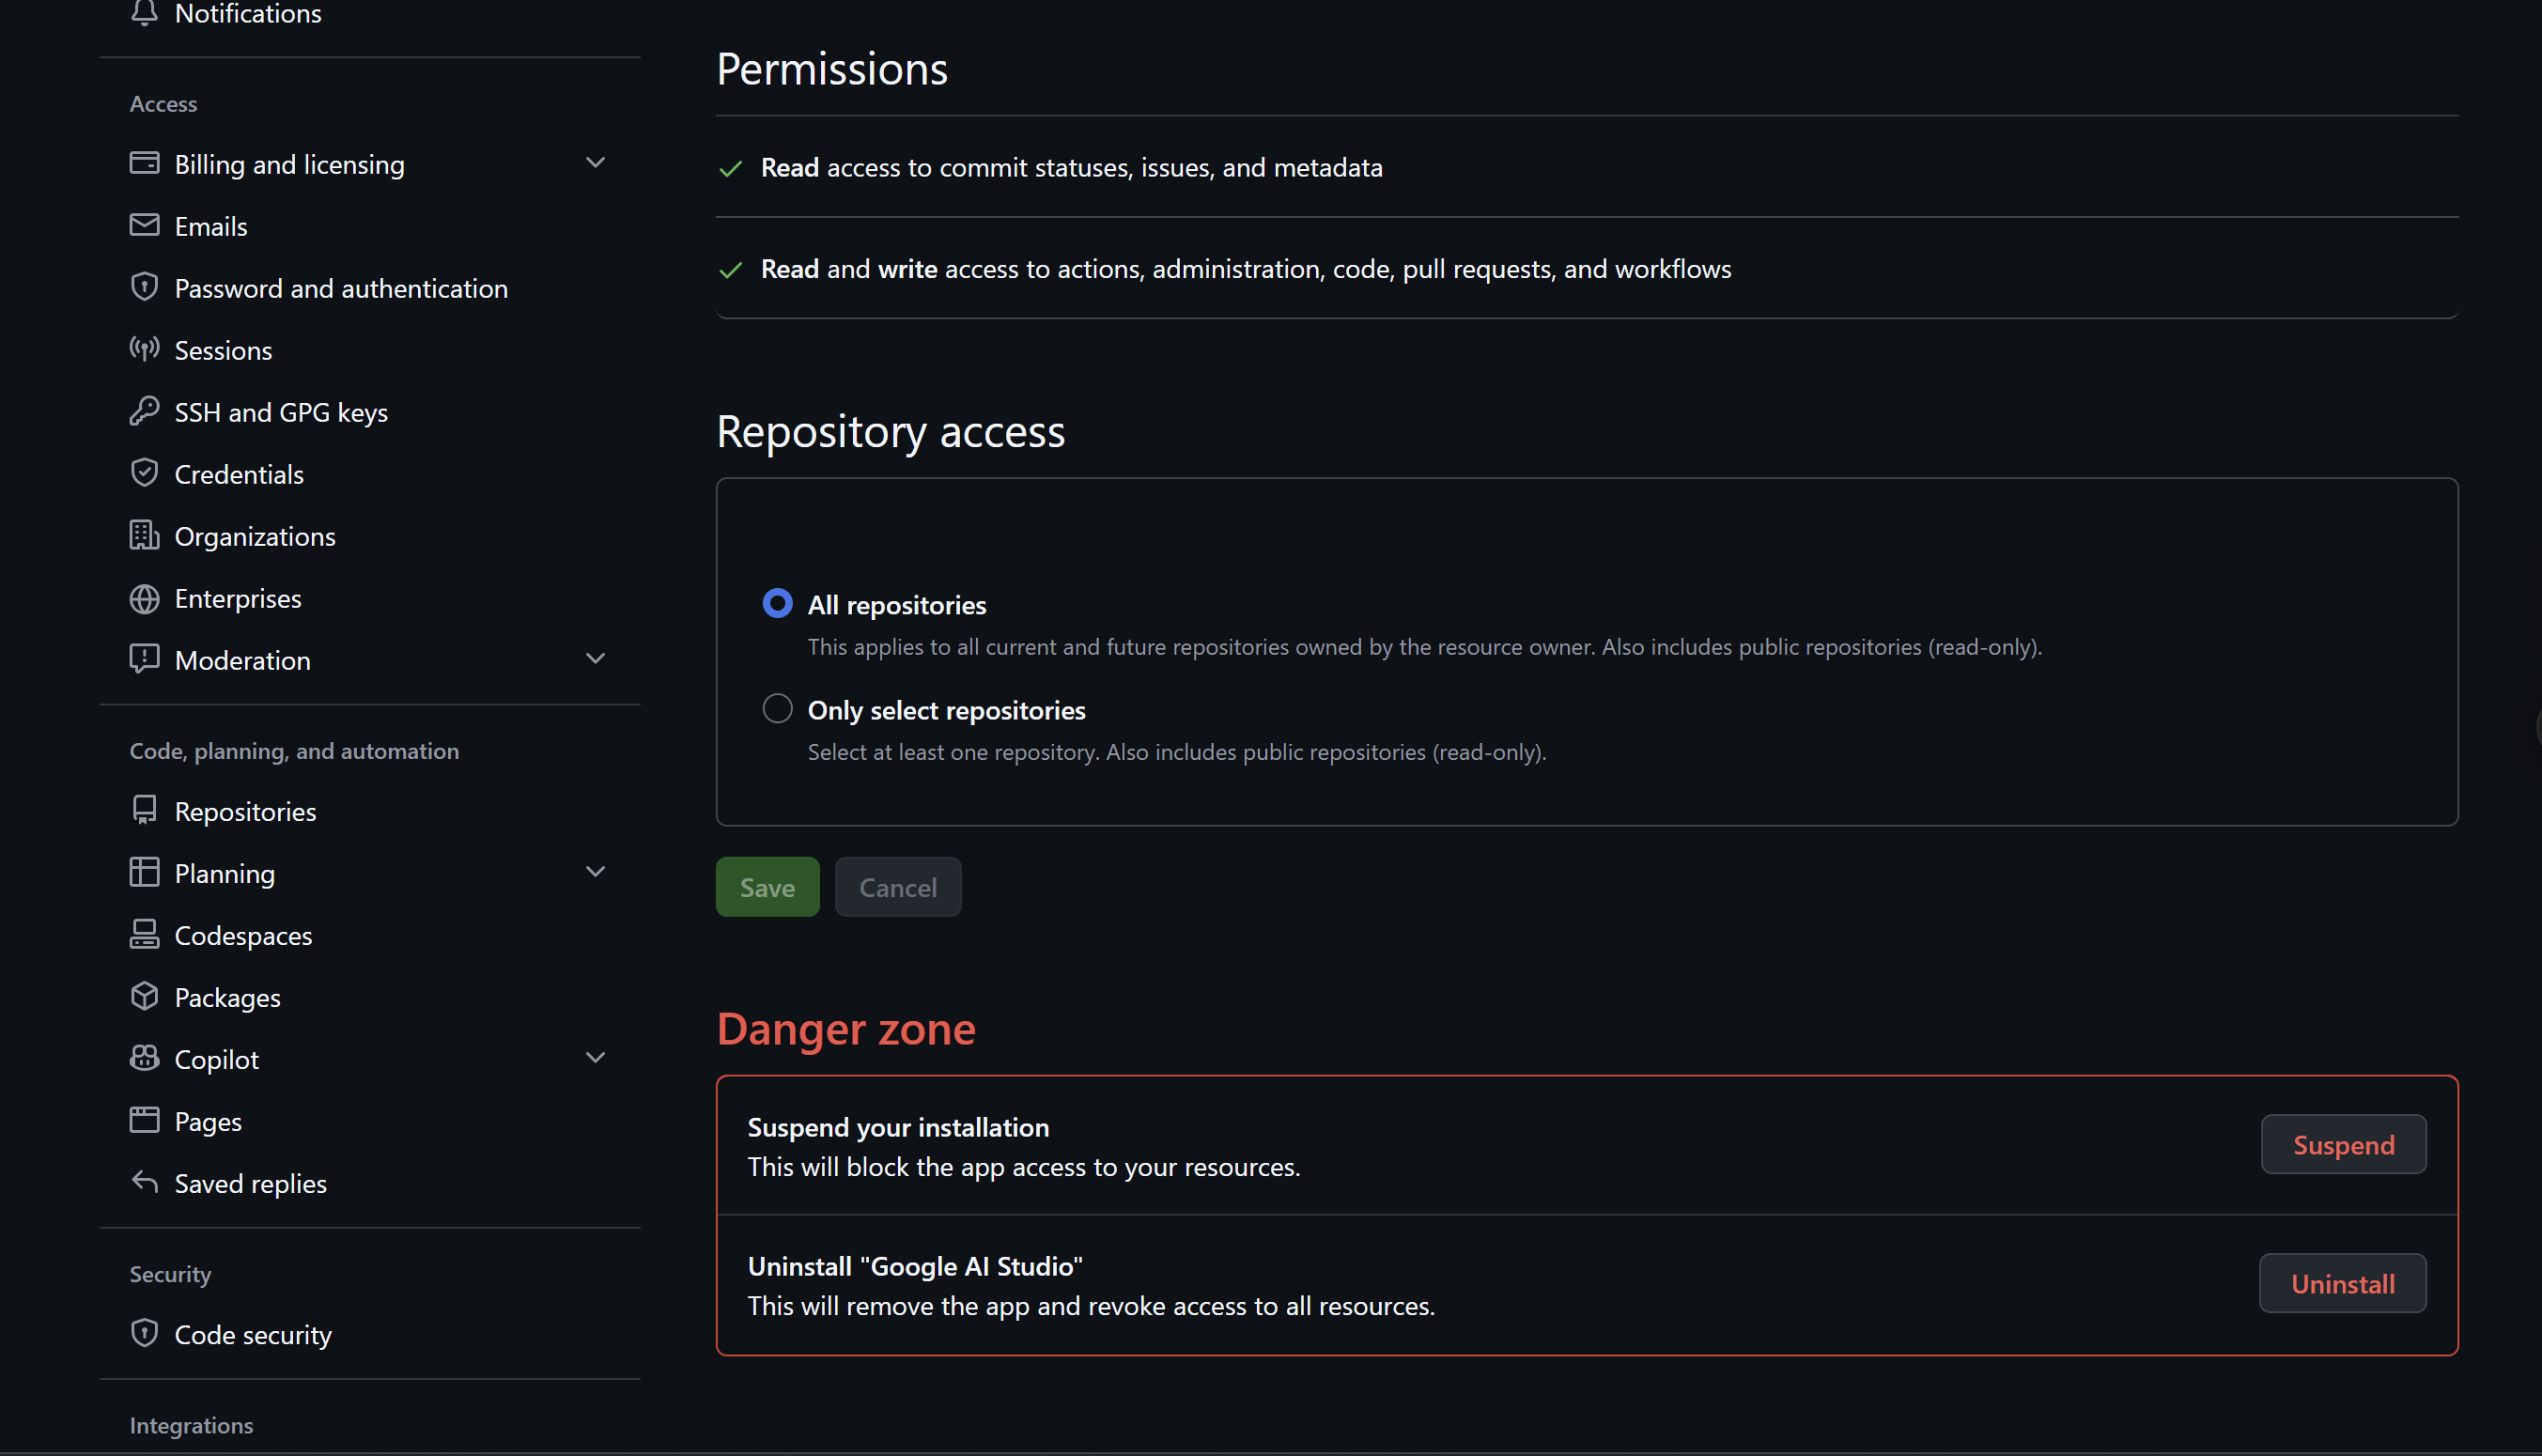 Notifications
Access
Billing and licensing
Emails
Password and authentication
Sessions
SSH and GPG keys
Credentials
Organizations
Enterprises
Moderation
Code, planning, and automation
Repositories
Planning
Codespaces
Packages
Copilot
Pages
Saved replies
Security
Code security
Integrations
Permissions
Read access to commit statuses, issues, and metadata
Read and write access to actions, administration, code, pull requests, and workflows
Repository access
All repositories
This applies to all current and future repositories owned by the resource owner. Also includes public repositories (read-only).
Only select repositories
Select at least one repository. Also includes public repositories (read-only).
Save Cancel
Danger zone
Suspend your installation
This will block the app access to your resources.
Suspend
Uninstall "Google AI Studio"
This will remove the app and revoke access to all resources.
Uninstall